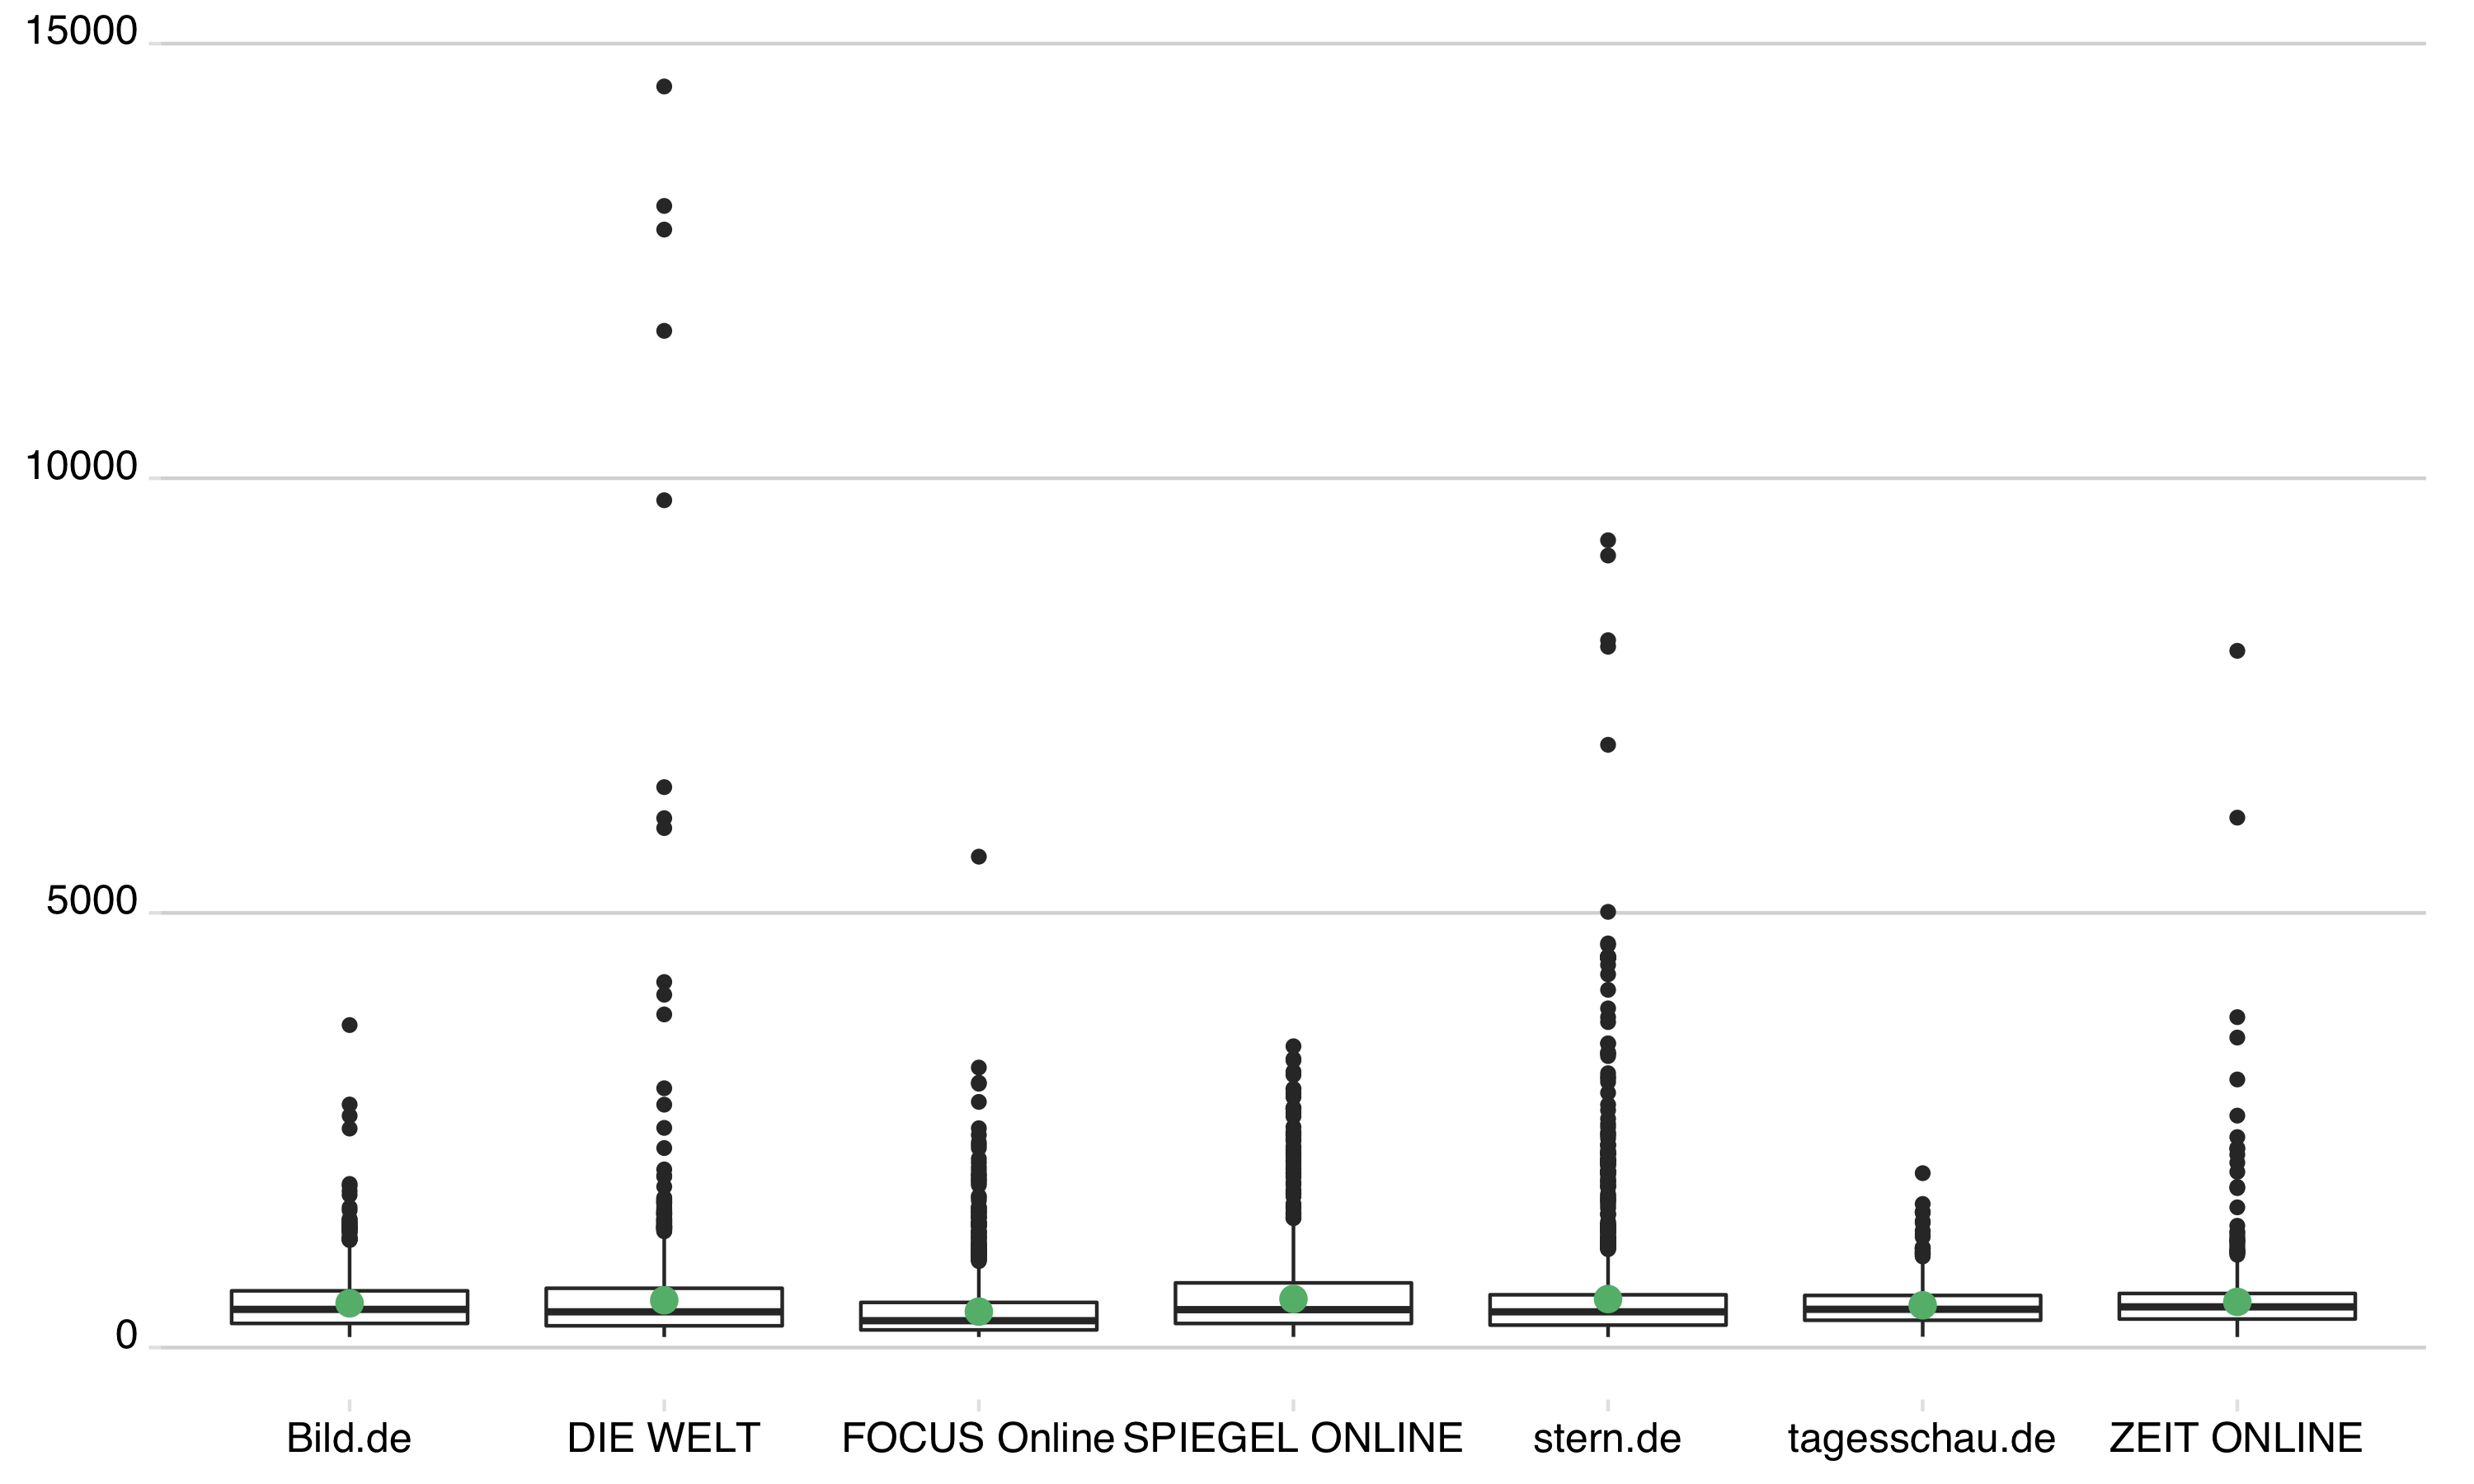 15000
10000
5000
0
Bild.de DIE WELT FOCUS Online SPIEGEL ONLINE stern.de tagesschau.de ZEIT ONLINE